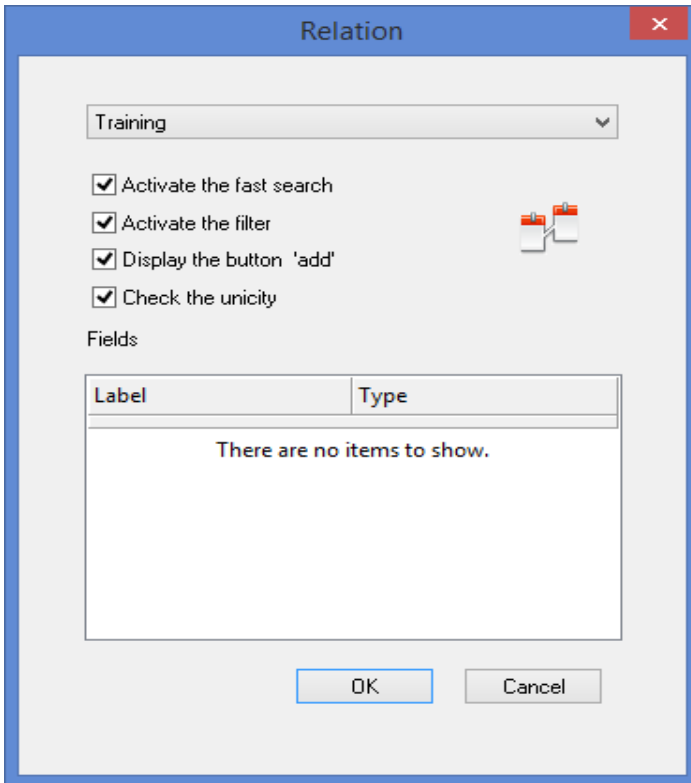 Relation
Training
Activate the fast search
Activate the filter
Display the button 'add'
Check the unicity
Fields
Label Type
There are no items to show.
OK Cancel